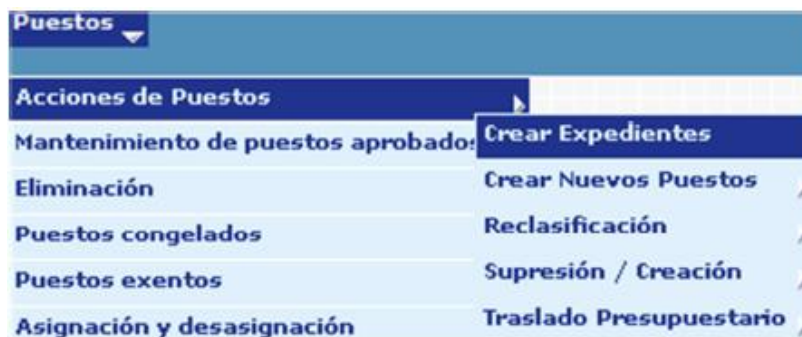 Puestos
Acciones de Puestos
Mantenimiento de puestos aprobados
Eliminación
Puestos congelados
Puestos exentos
Asignación y desasignación
Crear Expedientes
Crear Nuevos Puestos
Reclasificación
Supresión / Creación
Traslado Presupuestario